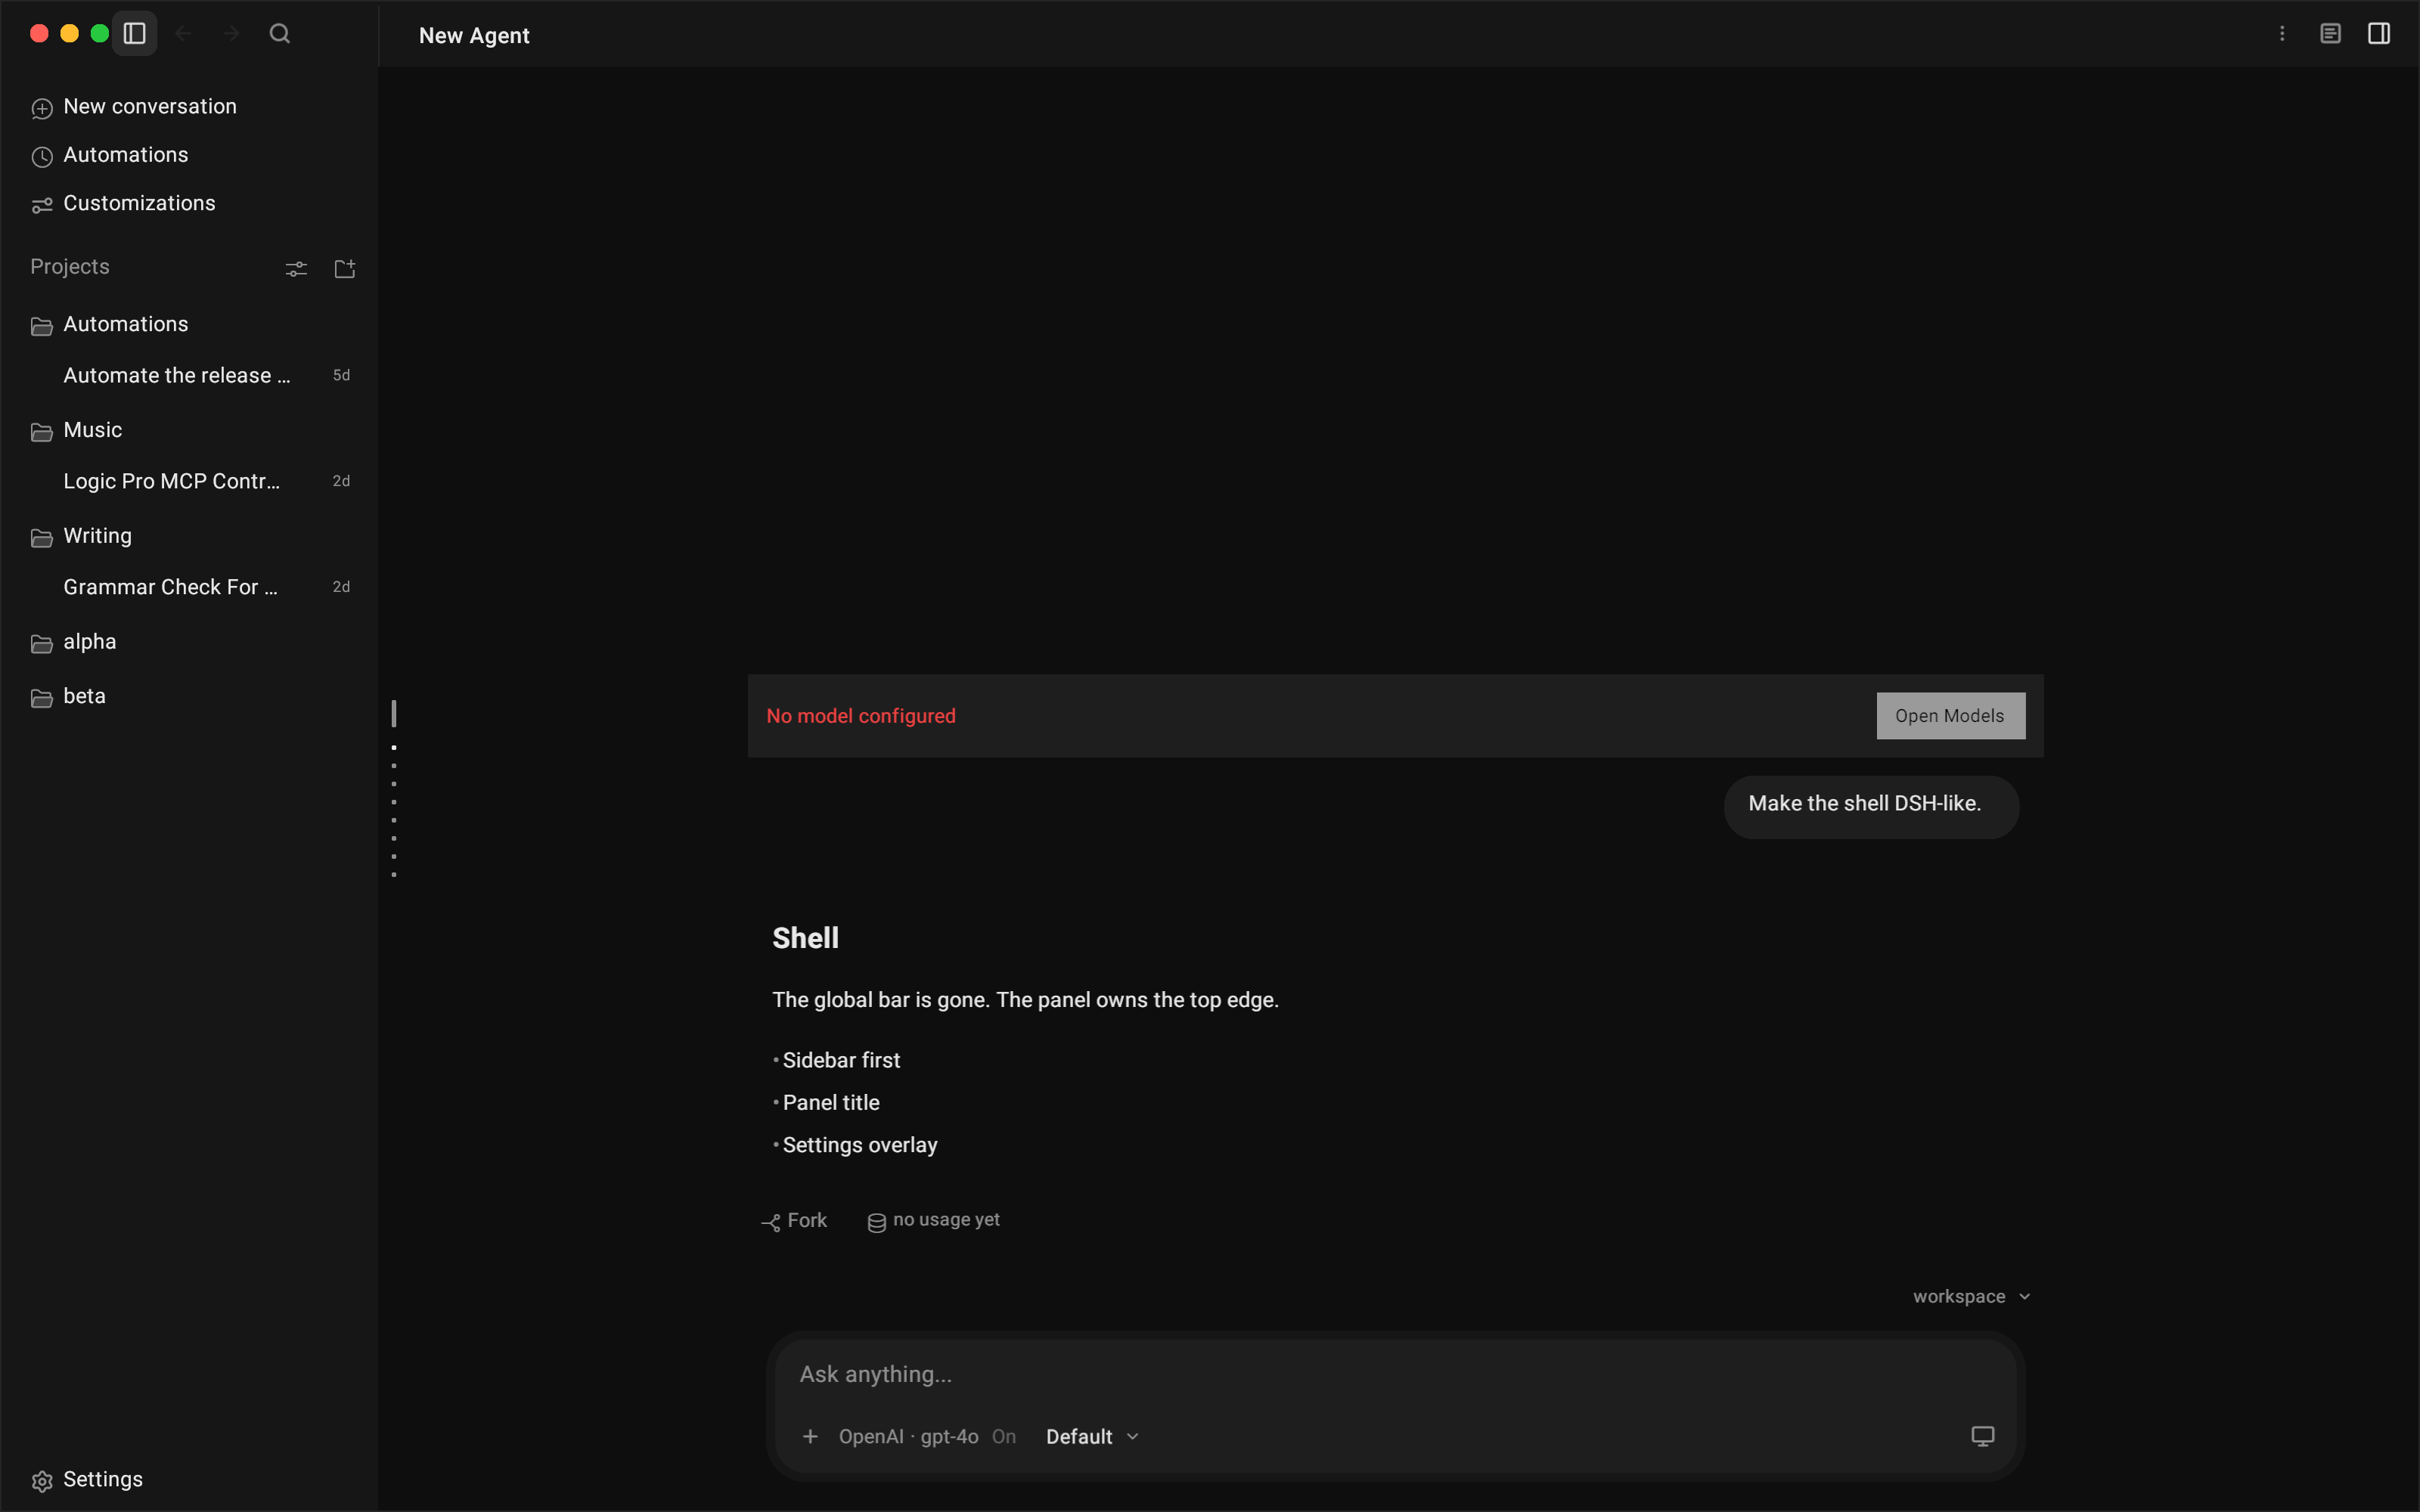 New Agent
New conversation
Automations
Customizations
Projects
Automations
Automate the release ... 5d
Music
Logic Pro MCP Contr... 2d
Writing
Grammar Check For ... 2d
alpha
beta
No model configured
Open Models
Make the shell DSH-like.
Shell
The global bar is gone. The panel owns the top edge.
• Sidebar first
• Panel title
• Settings overlay
Fork no usage yet
workspace
Ask anything...
OpenAI · gpt-4o On Default
Settings